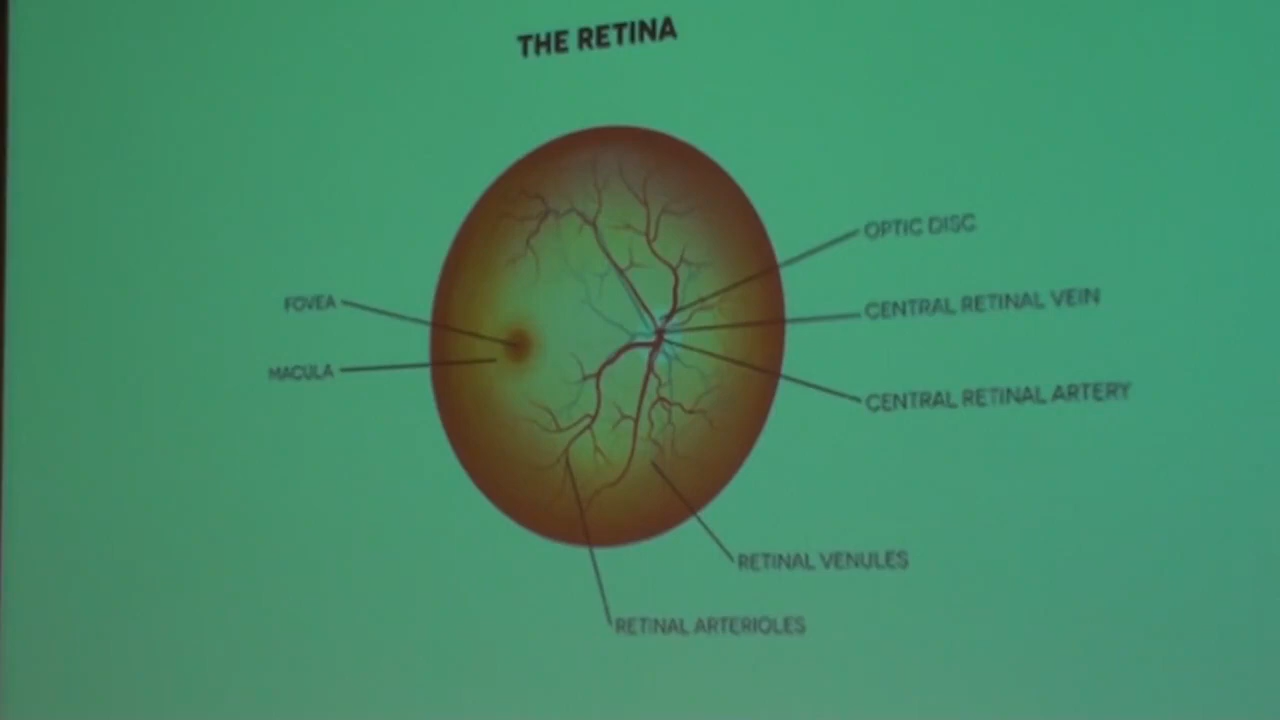 THE RETINA
OPTIC DISC
FOVEA
CENTRAL RETINAL VEIN
MACULA
CENTRAL RETINAL ARTERY
RETINAL VENULES
RETINAL ARTERIOLES